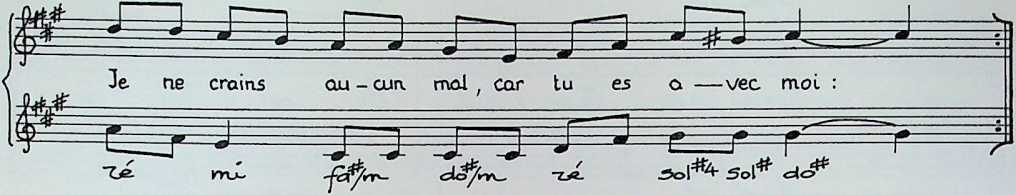 Je ne crains au-cun mal, car tu es a—vec moi :
ré mi fa#/m do#/m ré sol#4 sol# do#